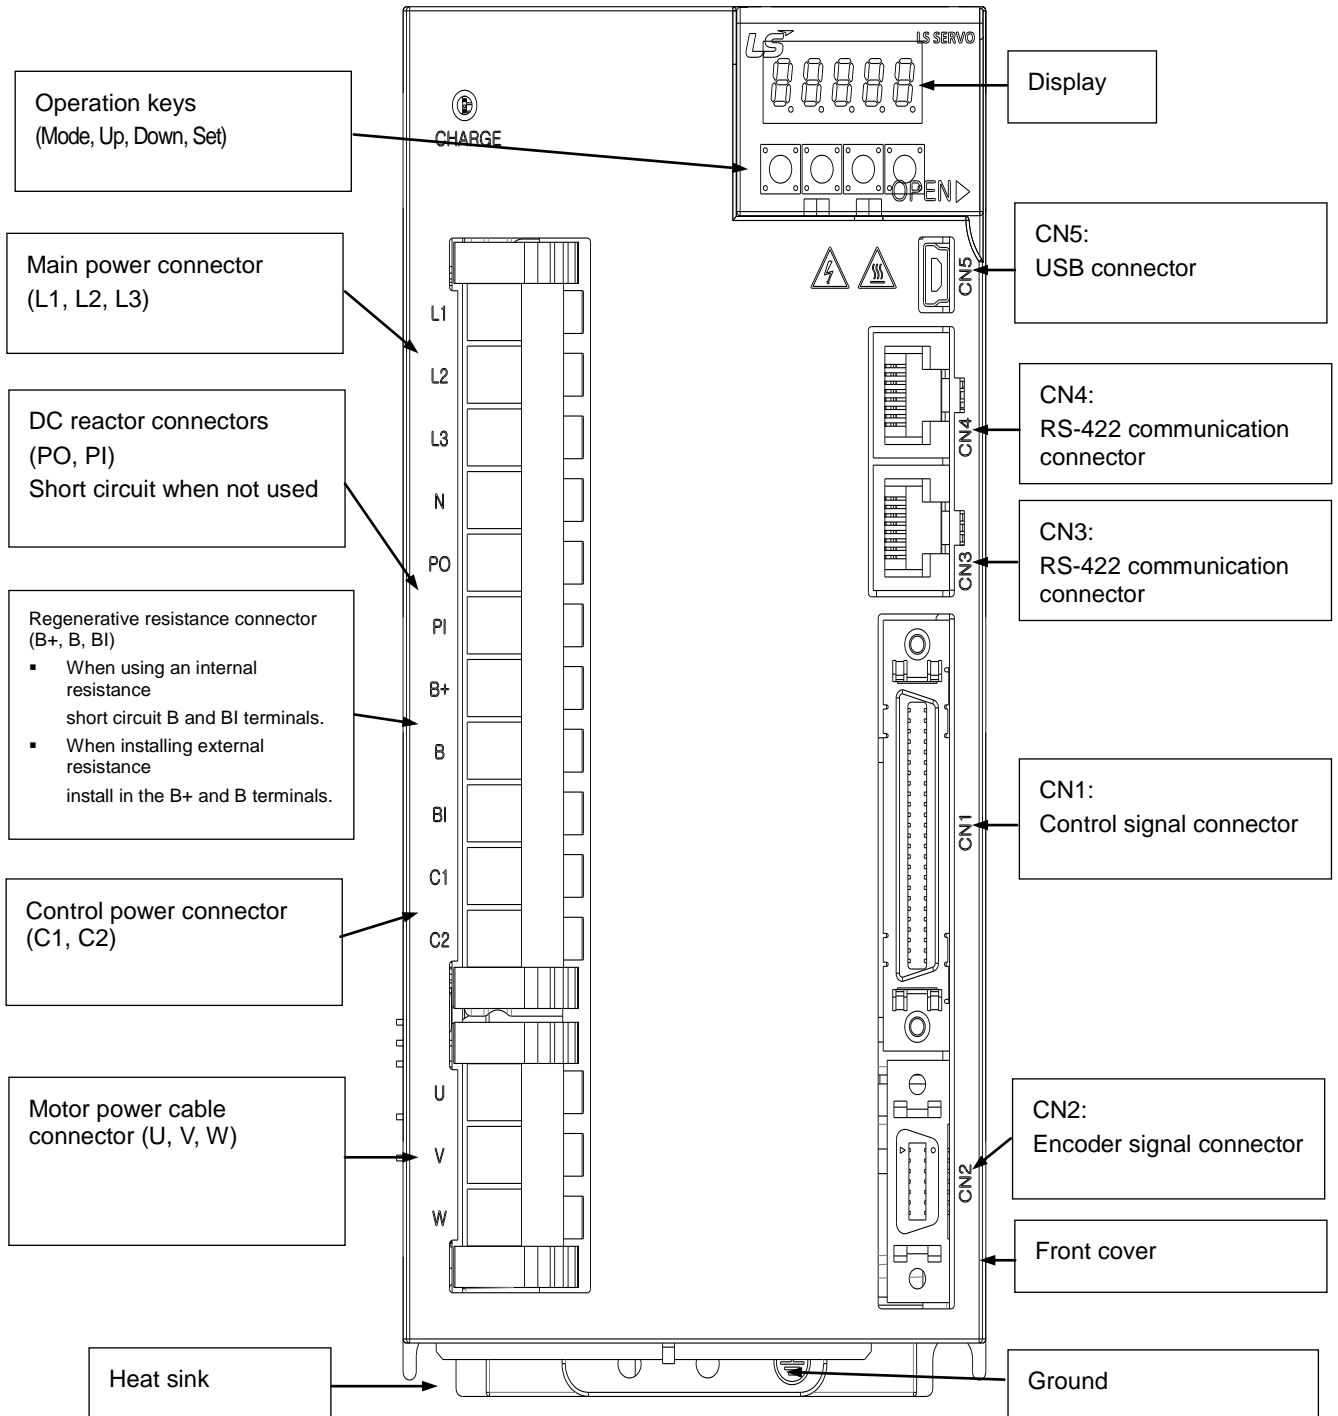 LS
LS SERVO
CHARGE
OPEN
Operation keys
(Mode, Up, Down, Set)
Main power connector
(L1, L2, L3)
DC reactor connectors
(PO, PI)
Short circuit when not used
Regenerative resistance connector
(B+, B, BI)
▪ When using an internal
resistance
short circuit B and BI terminals.
▪ When installing external
resistance
install in the B+ and B terminals.
Control power connector
(C1, C2)
Motor power cable
connector (U, V, W)
Heat sink
L1
L2
L3
N
PO
PI
B+
B
BI
C1
C2
U
V
W
CN5
CN4
CN3
CN1
CN2
Display
CN5:
USB connector
CN4:
RS-422 communication
connector
CN3:
RS-422 communication
connector
CN1:
Control signal connector
CN2:
Encoder signal connector
Front cover
Ground